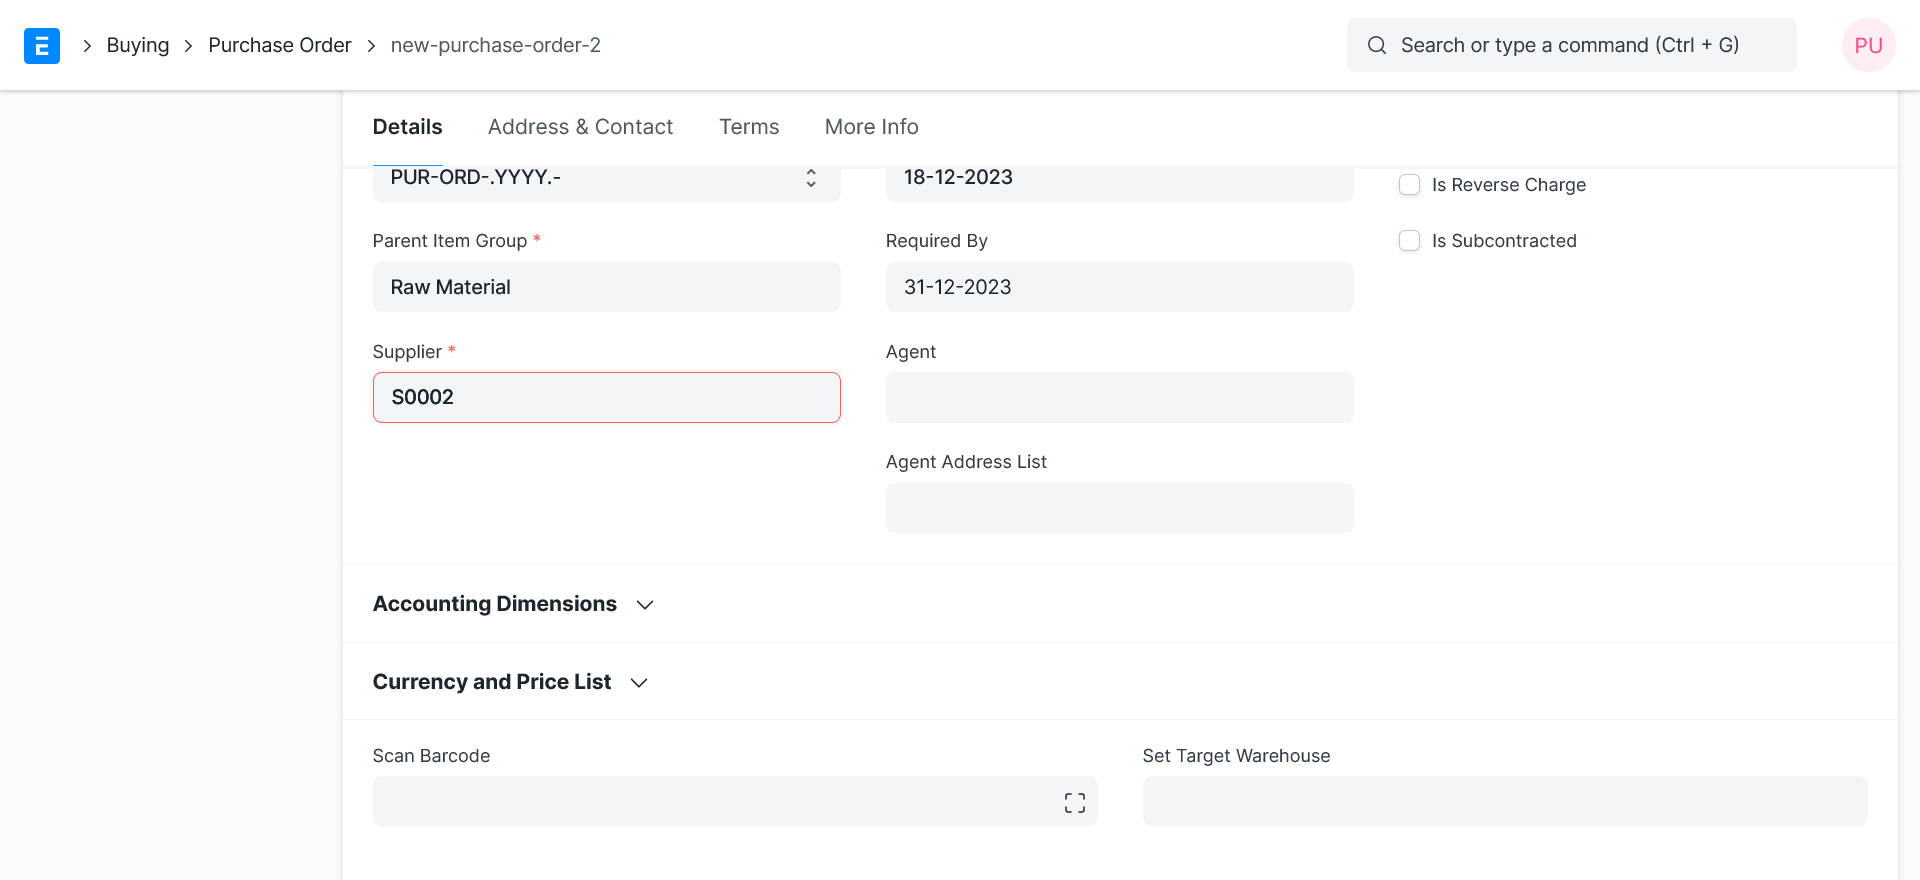 E > Buying > Purchase Order > new-purchase-order-2
Search or type a command (Ctrl + G)
PU
Details
Address & Contact
Terms
More Info
PUR-ORD-.YYYY.-
18-12-2023
Is Reverse Charge
Parent Item Group *
Required By
Is Subcontracted
Raw Material
31-12-2023
Supplier *
Agent
S0002
Agent Address List
Accounting Dimensions
Currency and Price List
Scan Barcode
Set Target Warehouse